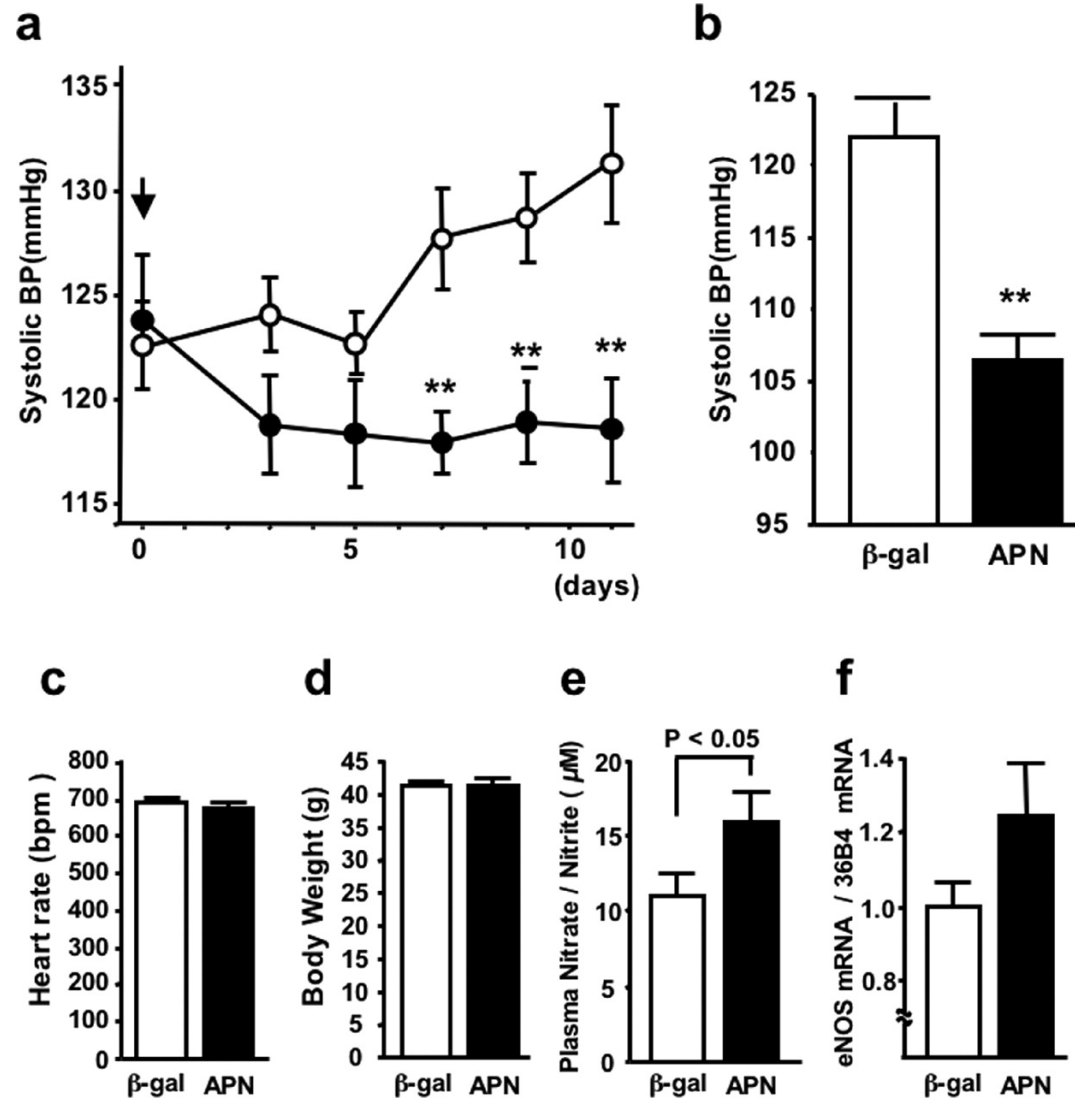 a
Systolic BP(mmHg)
135
130
125
120
115
** ** **
0 5 10
(days)
b
Systolic BP(mmHg)
125
120
115
110
105
100
95
**
β-gal APN
c
Heart rate (bpm )
800
700
600
500
400
300
200
100
0
β-gal APN
d
Body Weight (g)
45
40
35
30
25
20
15
10
5
0
β-gal APN
e
Plasma Nitrate / Nitrite ( µM)
P < 0.05
20
15
10
5
0
β-gal APN
f
eNOS mRNA / 36B4 mRNA
1.4
1.2
1.0
0.8
β-gal APN